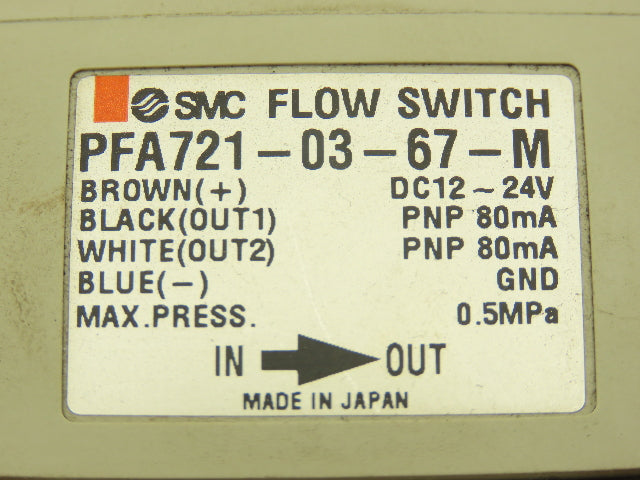 SMC FLOW SWITCH
PFA721-03-67-M
BROWN(+) DC12~24V
BLACK(OUT1) PNP 80mA
WHITE(OUT2) PNP 80mA
BLUE(-) GND
MAX.PRESS. 0.5MPa
IN OUT
MADE IN JAPAN